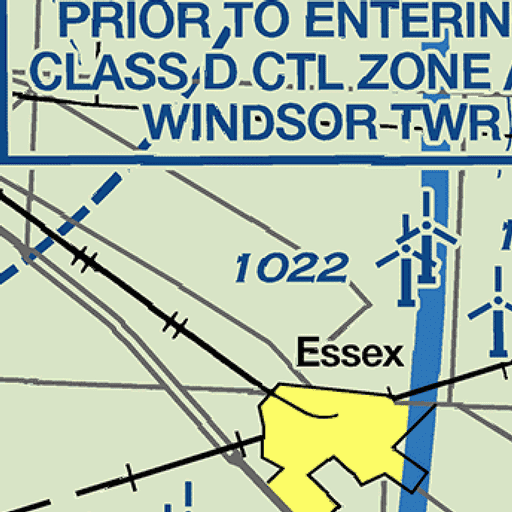 PRIOR TO ENTERIN
CLASS D CTL ZONE
WINDSOR TWR
1022
Essex